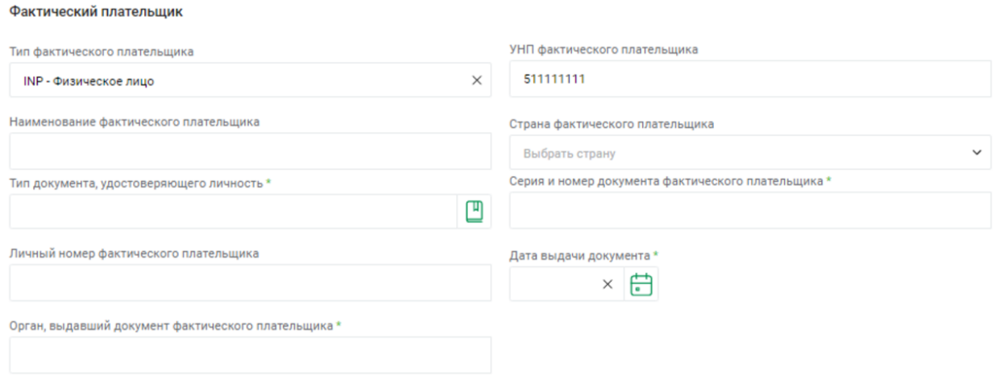 Фактический плательщик
Тип фактического плательщика
УНП фактического плательщика
INP - Физическое лицо
511111111
Наименование фактического плательщика
Страна фактического плательщика
Выбрать страну
Тип документа, удостоверяющего личность *
Серия и номер документа фактического плательщика *
Личный номер фактического плательщика
Дата выдачи документа *
Орган, выдавший документ фактического плательщика *